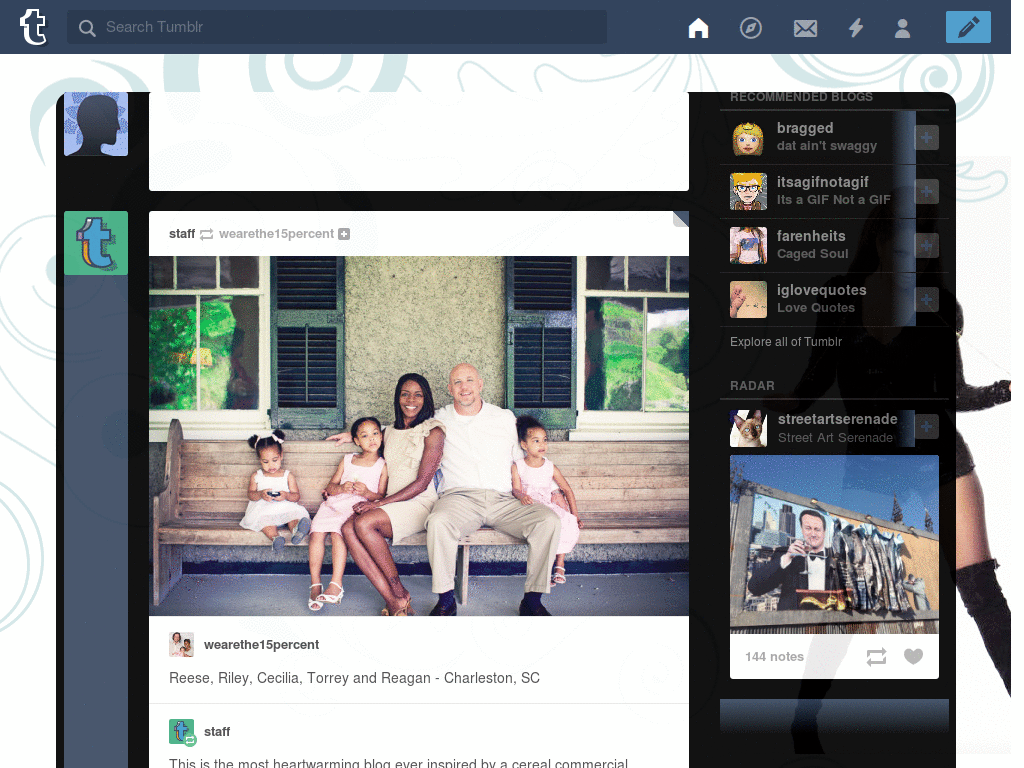 Search Tumblr
RECOMMENDED BLOGS
bragged
dat ain't swaggy
itsagifnotagif
Its a GIF Not a GIF
farenheits
Caged Soul
iglovequotes
Love Quotes
Explore all of Tumblr
RADAR
streetartserenade
Street Art Serenade
144 notes
staff wearethe15percent
wearethe15percent
Reese, Riley, Cecilia, Torrey and Reagan - Charleston, SC
staff
This is the most heartwarming blog ever inspired by a cereal commercial